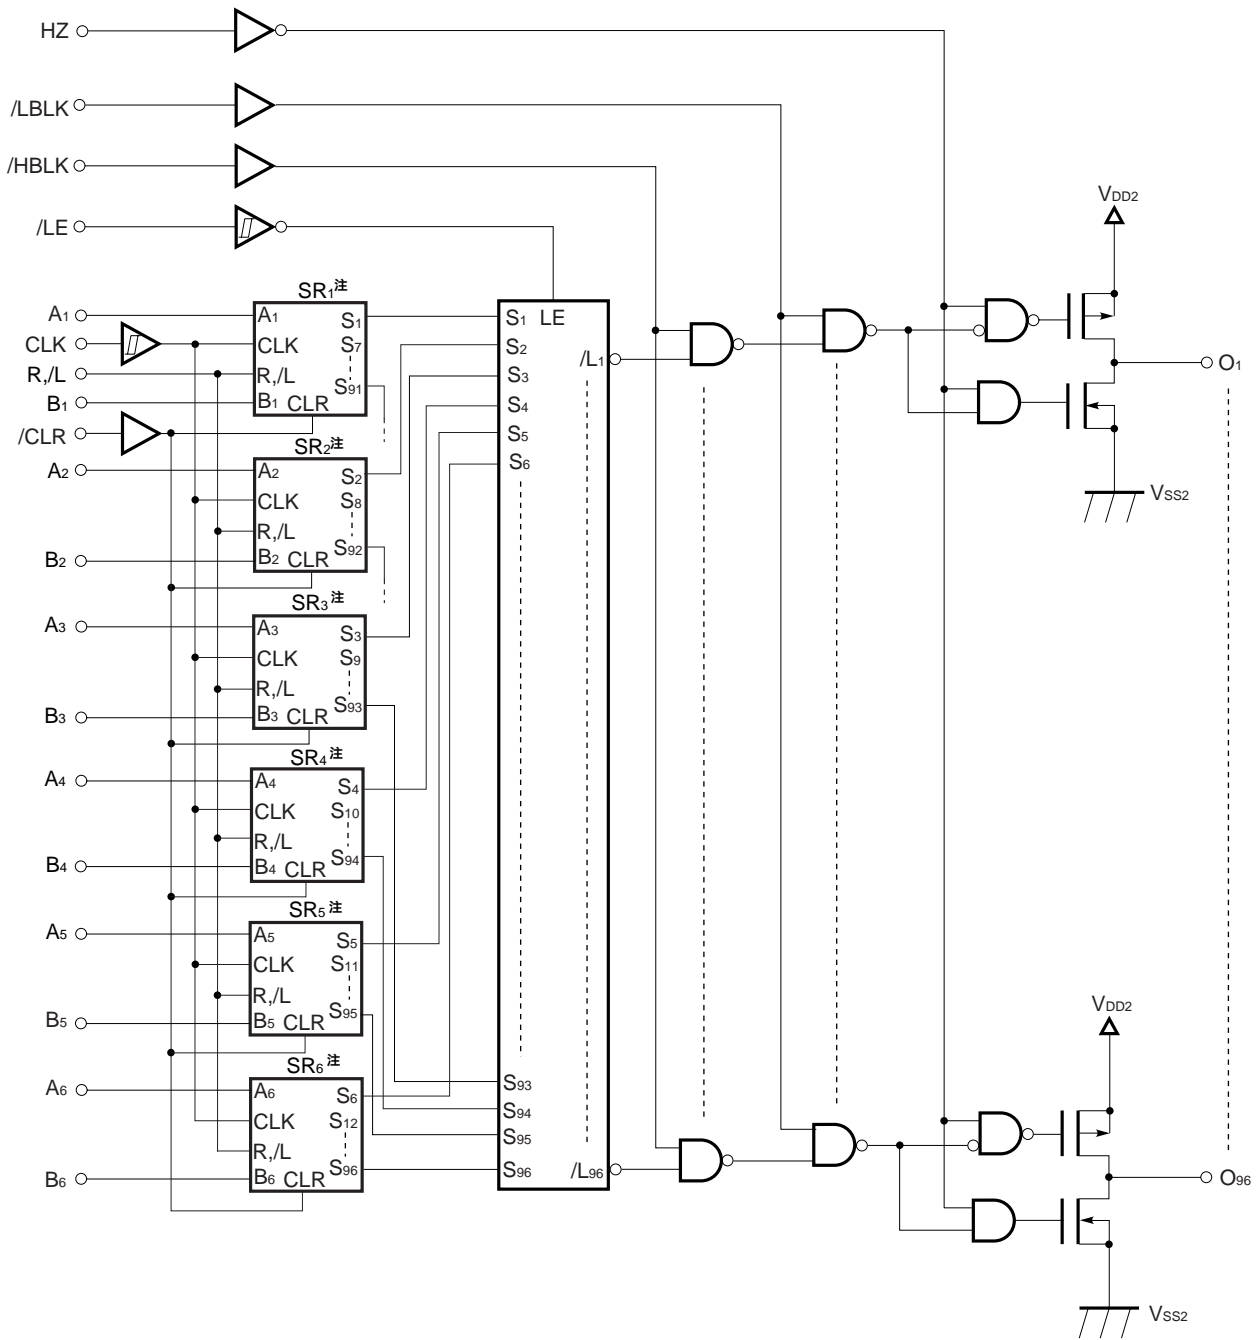 HZ
/LBLK
/HBLK
/LE
VDD2
SR1注
A1
A1
S1
S1 LE
CLK
CLK
S7
S2
/L1
O1
R,/L
R,/L
S3
B1
B1 CLR
S91
S4
/CLR
S5
SR2注
S6
A2
A2
S2
CLK
S8
VSS2
R,/L
B2
B2 CLR
S92
SR3注
A3
A3
S3
CLK
S9
R,/L
B3
B3 CLR
S93
SR4注
A4
A4
S4
CLK
S10
R,/L
B4
B4 CLR
S94
SR5注
A5
A5
S5
CLK
S11
R,/L
B5
B5 CLR
S95
VDD2
SR6注
A6
A6
S6
S93
CLK
S12
S94
R,/L
S95
B6
B6 CLR
S96
S96
/L96
O96
VSS2